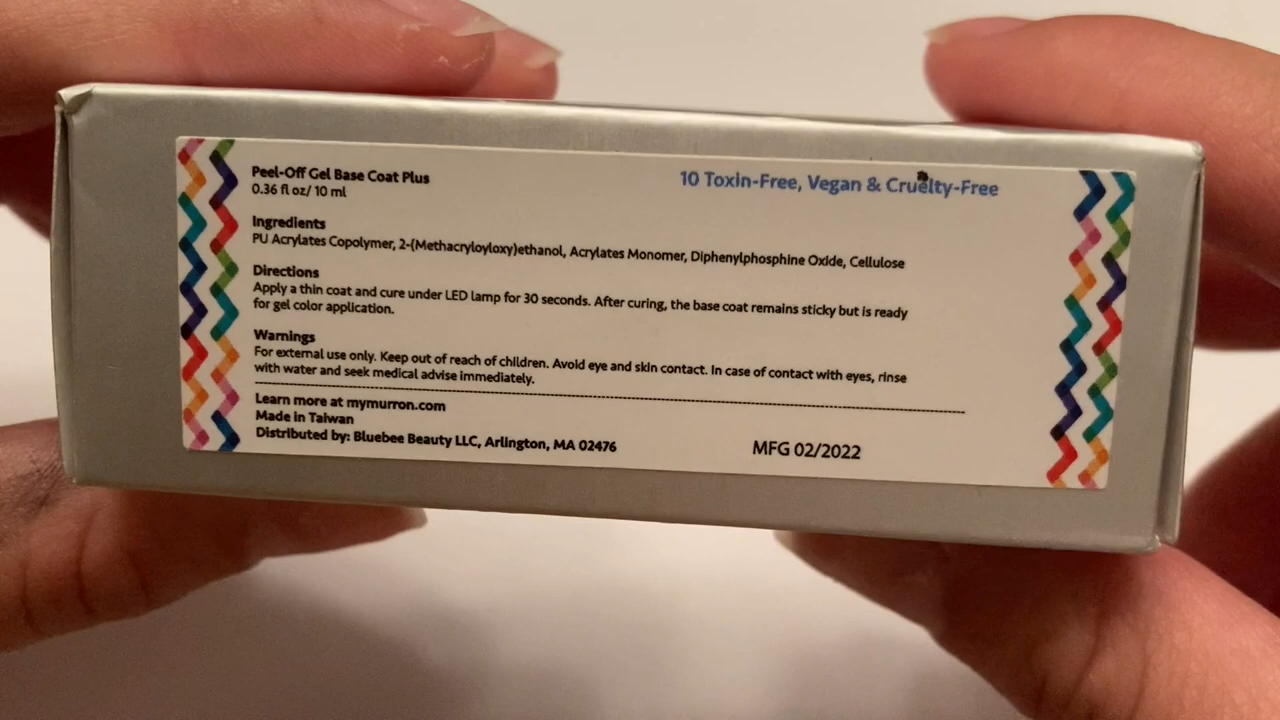 Peel-Off Gel Base Coat Plus
10 Toxin-Free, Vegan & Cruelty-Free
0.36 fl oz/ 10 ml
Ingredients
PU Acrylates Copolymer, 2-(Methacryloyloxy)ethanol, Acrylates Monomer, Diphenylphosphine Oxide, Cellulose
Directions
Apply a thin coat and cure under LED lamp for 30 seconds. After curing, the base coat remains sticky but is ready
for gel color application.
Warnings
For external use only. Keep out of reach of children. Avoid eye and skin contact. In case of contact with eyes, rinse
with water and seek medical advise immediately.
Learn more at mymurron.com
Made in Taiwan
Distributed by: Bluebee Beauty LLC, Arlington, MA 02476
MFG 02/2022